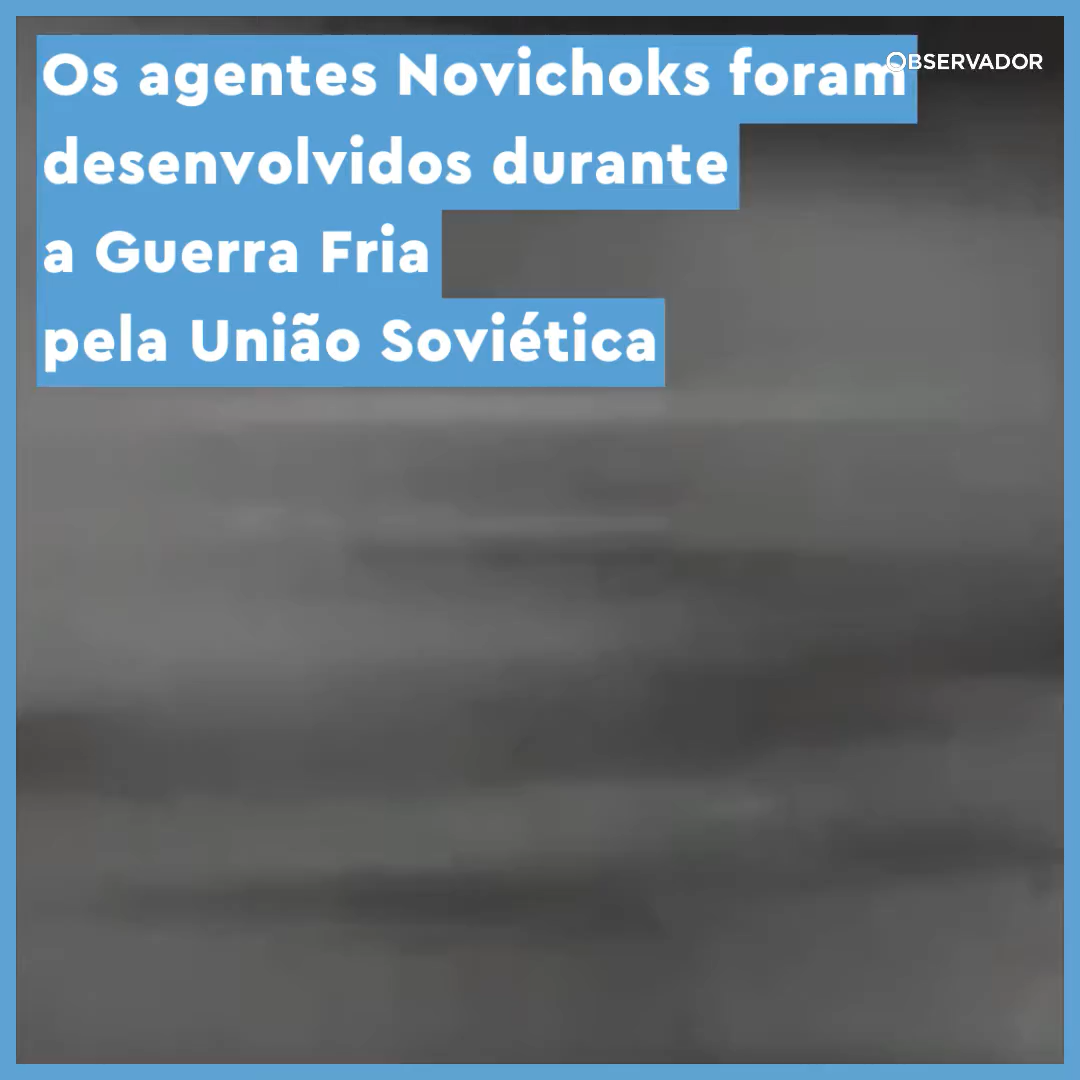 Os agentes Novichoks foram
OBSERVADOR
desenvolvidos durante
a Guerra Fria
pela União Soviética